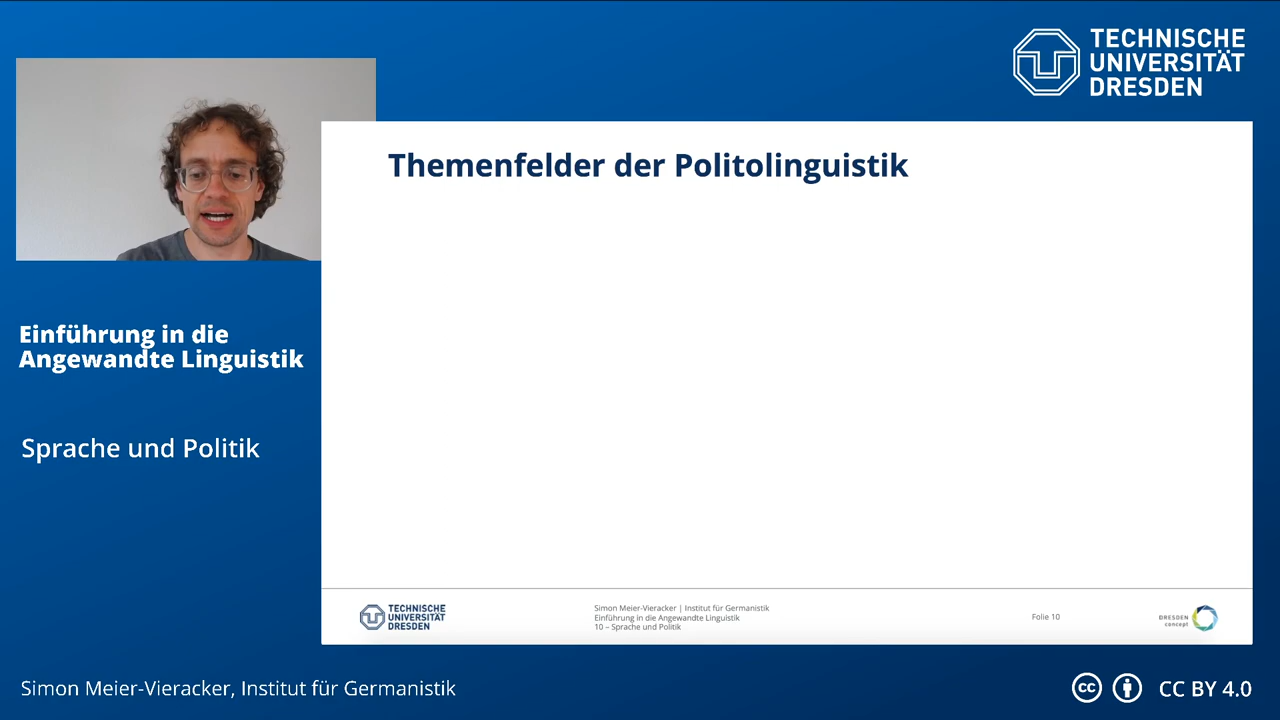 TECHNISCHE
UNIVERSITÄT
DRESDEN
Themenfelder der Politolinguistik
Einführung in die
Angewandte Linguistik
Sprache und Politik
TECHNISCHE
UNIVERSITÄT
DRESDEN
Simon Meier-Vieracker | Institut für Germanistik
Einführung in die Angewandte Linguistik
10 – Sprache und Politik
Folie 10
DRESDEN
concept
Simon Meier-Vieracker, Institut für Germanistik
cc
CC BY 4.0